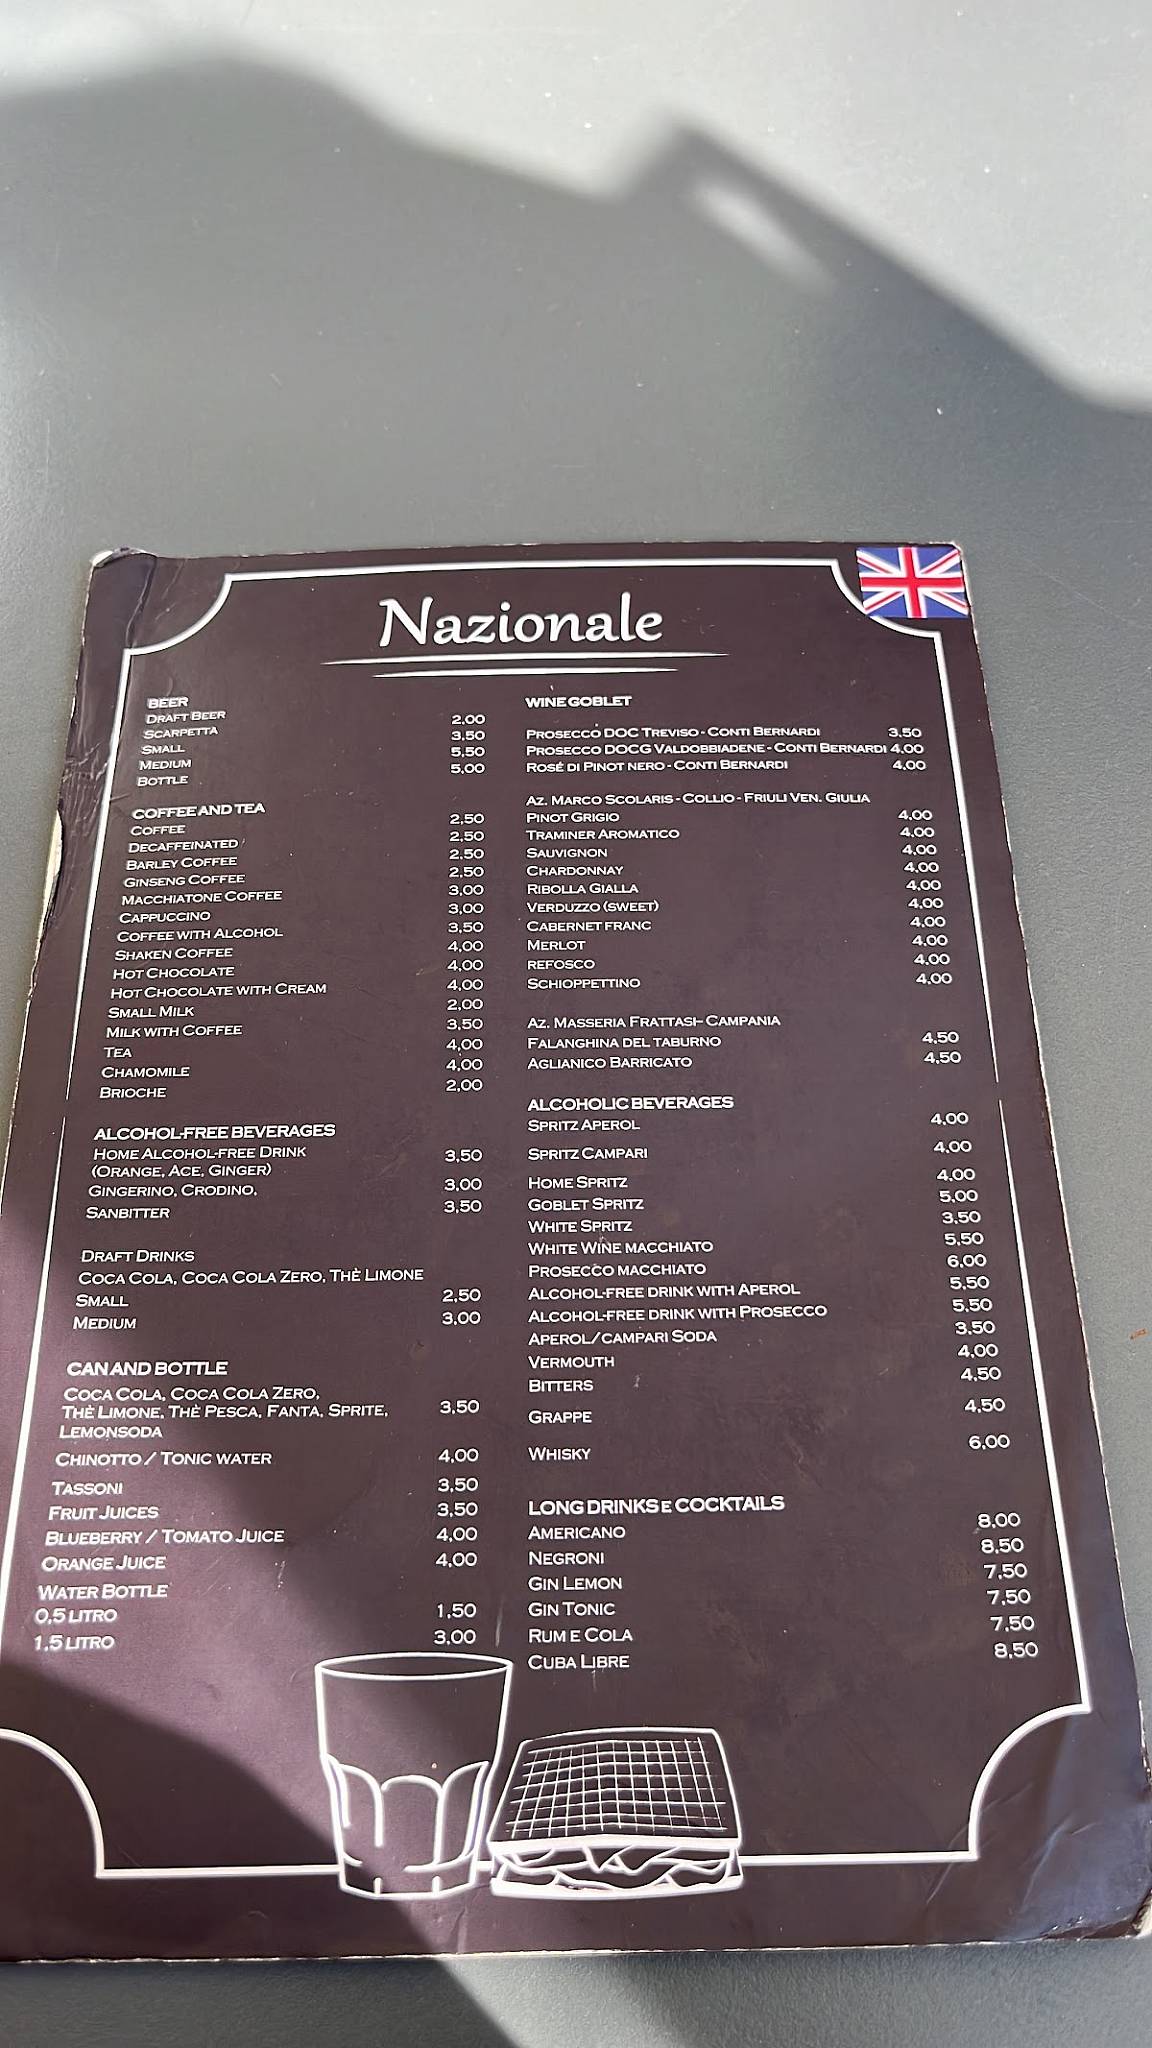 Nazionale
BEER
DRAFT BEER
SCARPETTA 2.00
SMALL 3,50
MEDIUM 5,50
BOTTLE 5,00
COFFEE AND TEA
COFFEE 2,50
DECAFFEINATED 2,50
BARLEY COFFEE 2,50
GINSENG COFFEE 2,50
MACCHIATONE COFFEE 3,00
CAPPUCCINO 3,00
COFFEE WITH ALCOHOL 3,50
SHAKEN COFFEE 4,00
HOT CHOCOLATE 4,00
HOT CHOCOLATE WITH CREAM 4,00
SMALL MILK 2,00
MILK WITH COFFEE 3,50
TEA 4,00
CHAMOMILE 4,00
BRIOCHE 2,00
ALCOHOL-FREE BEVERAGES
HOME ALCOHOL-FREE DRINK 3,50
(ORANGE, ACE, GINGER)
GINGERINO, CRODINO, 3,00
SANBITTER 3,50
DRAFT DRINKS
COCA COLA, COCA COLA ZERO, THÈ LIMONE
SMALL 2,50
MEDIUM 3,00
CAN AND BOTTLE
COCA COLA, COCA COLA ZERO,
THÈ LIMONE, THÈ PESCA, FANTA, SPRITE, 3,50
LEMONSODA
CHINOTTO / TONIC WATER 4,00
TASSONI 3,50
FRUIT JUICES 3,50
BLUEBERRY / TOMATO JUICE 4,00
ORANGE JUICE 4,00
WATER BOTTLE
0,5 LITRO 1,50
1,5 LITRO 3,00
WINE GOBLET
PROSECCO DOC TREVISO - CONTI BERNARDI 3,50
PROSECCO DOCG VALDOBBIADENE - CONTI BERNARDI 4,00
ROSÉ DI PINOT NERO - CONTI BERNARDI 4,00
AZ. MARCO SCOLARIS - COLLIO - FRIULI VEN. GIULIA
PINOT GRIGIO 4,00
TRAMINER AROMATICO 4,00
SAUVIGNON 4,00
CHARDONNAY 4,00
RIBOLLA GIALLA 4,00
VERDUZZO (SWEET) 4,00
CABERNET FRANC 4,00
MERLOT 4,00
REFOSCO 4,00
SCHIOPPETTINO 4,00
AZ. MASSERIA FRATTASI- CAMPANIA
FALANGHINA DEL TABURNO 4,50
AGLIANICO BARRICATO 4,50
ALCOHOLIC BEVERAGES
SPRITZ APEROL 4,00
SPRITZ CAMPARI 4,00
HOME SPRITZ 4,00
GOBLET SPRITZ 5,00
WHITE SPRITZ 3,50
WHITE WINE MACCHIATO 5,50
PROSECCO MACCHIATO 6,00
ALCOHOL-FREE DRINK WITH APEROL 5,50
ALCOHOL-FREE DRINK WITH PROSECCO 5,50
APEROL/CAMPARI SODA 3,50
VERMOUTH 4,00
BITTERS 4,50
GRAPPE 4,50
WHISKY 6,00
LONG DRINKS E COCKTAILS
AMERICANO 8,00
NEGRONI 8,50
GIN LEMON 7,50
GIN TONIC 7,50
RUM E COLA 7,50
CUBA LIBRE 8,50